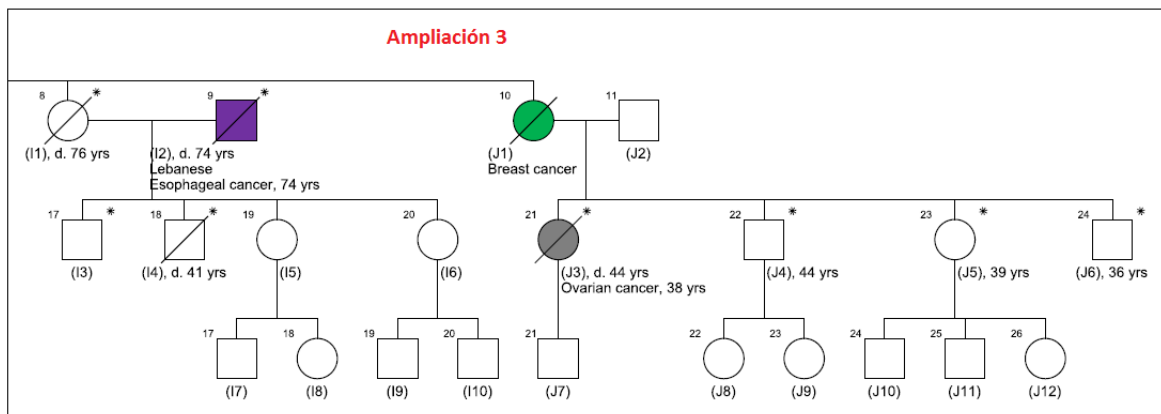 Ampliación 3
8 * 9 * 10 11
(I1), d. 76 yrs (I2), d. 74 yrs (J1) (J2)
Lebanese Breast cancer
Esophageal cancer, 74 yrs
17 * 18 * 19 20 21 * 22 * 23 * 24 *
(I3) (I4), d. 41 yrs (I5) (I6) (J3), d. 44 yrs (J4), 44 yrs (J5), 39 yrs (J6), 36 yrs
Ovarian cancer, 38 yrs
17 18 19 20 21 22 23 24 25 26
(I7) (I8) (I9) (I10) (J7) (J8) (J9) (J10) (J11) (J12)